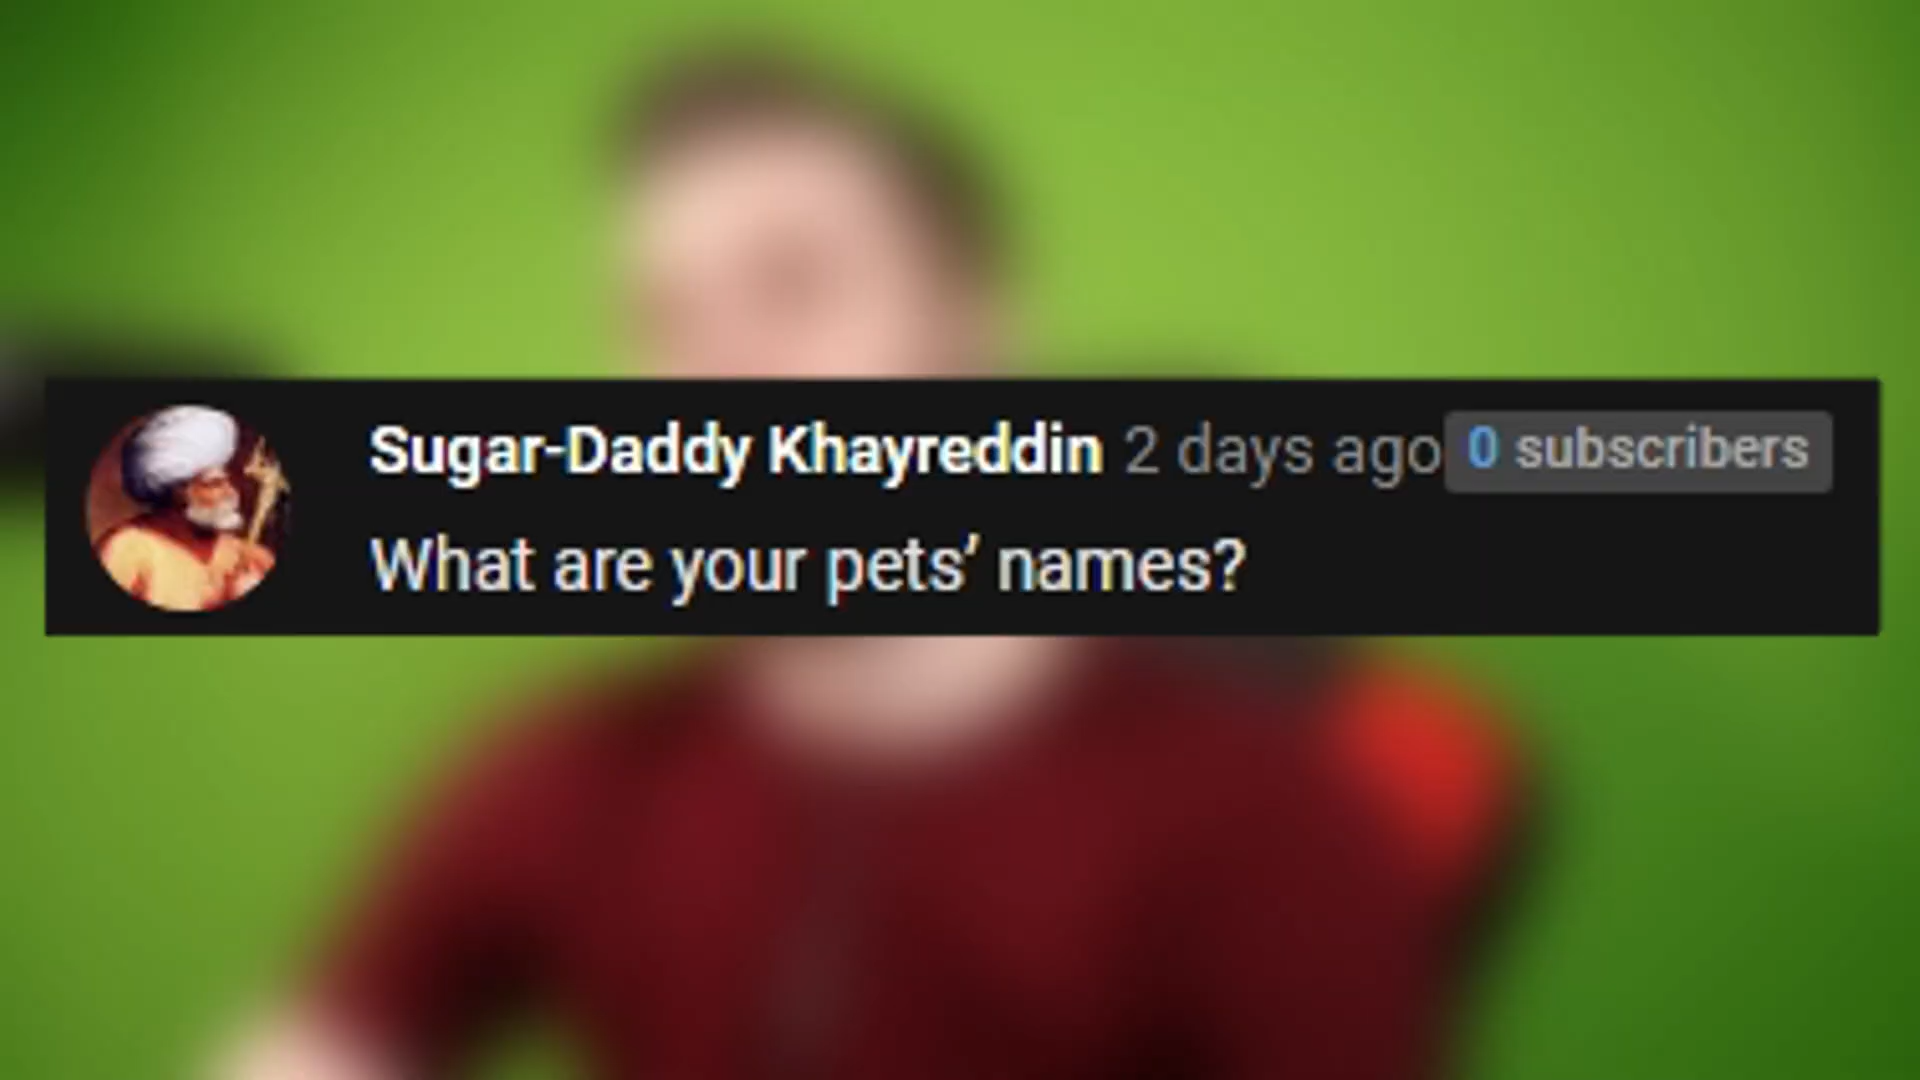 Sugar-Daddy Khayreddin 2 days ago 0 subscribers
What are your pets’ names?